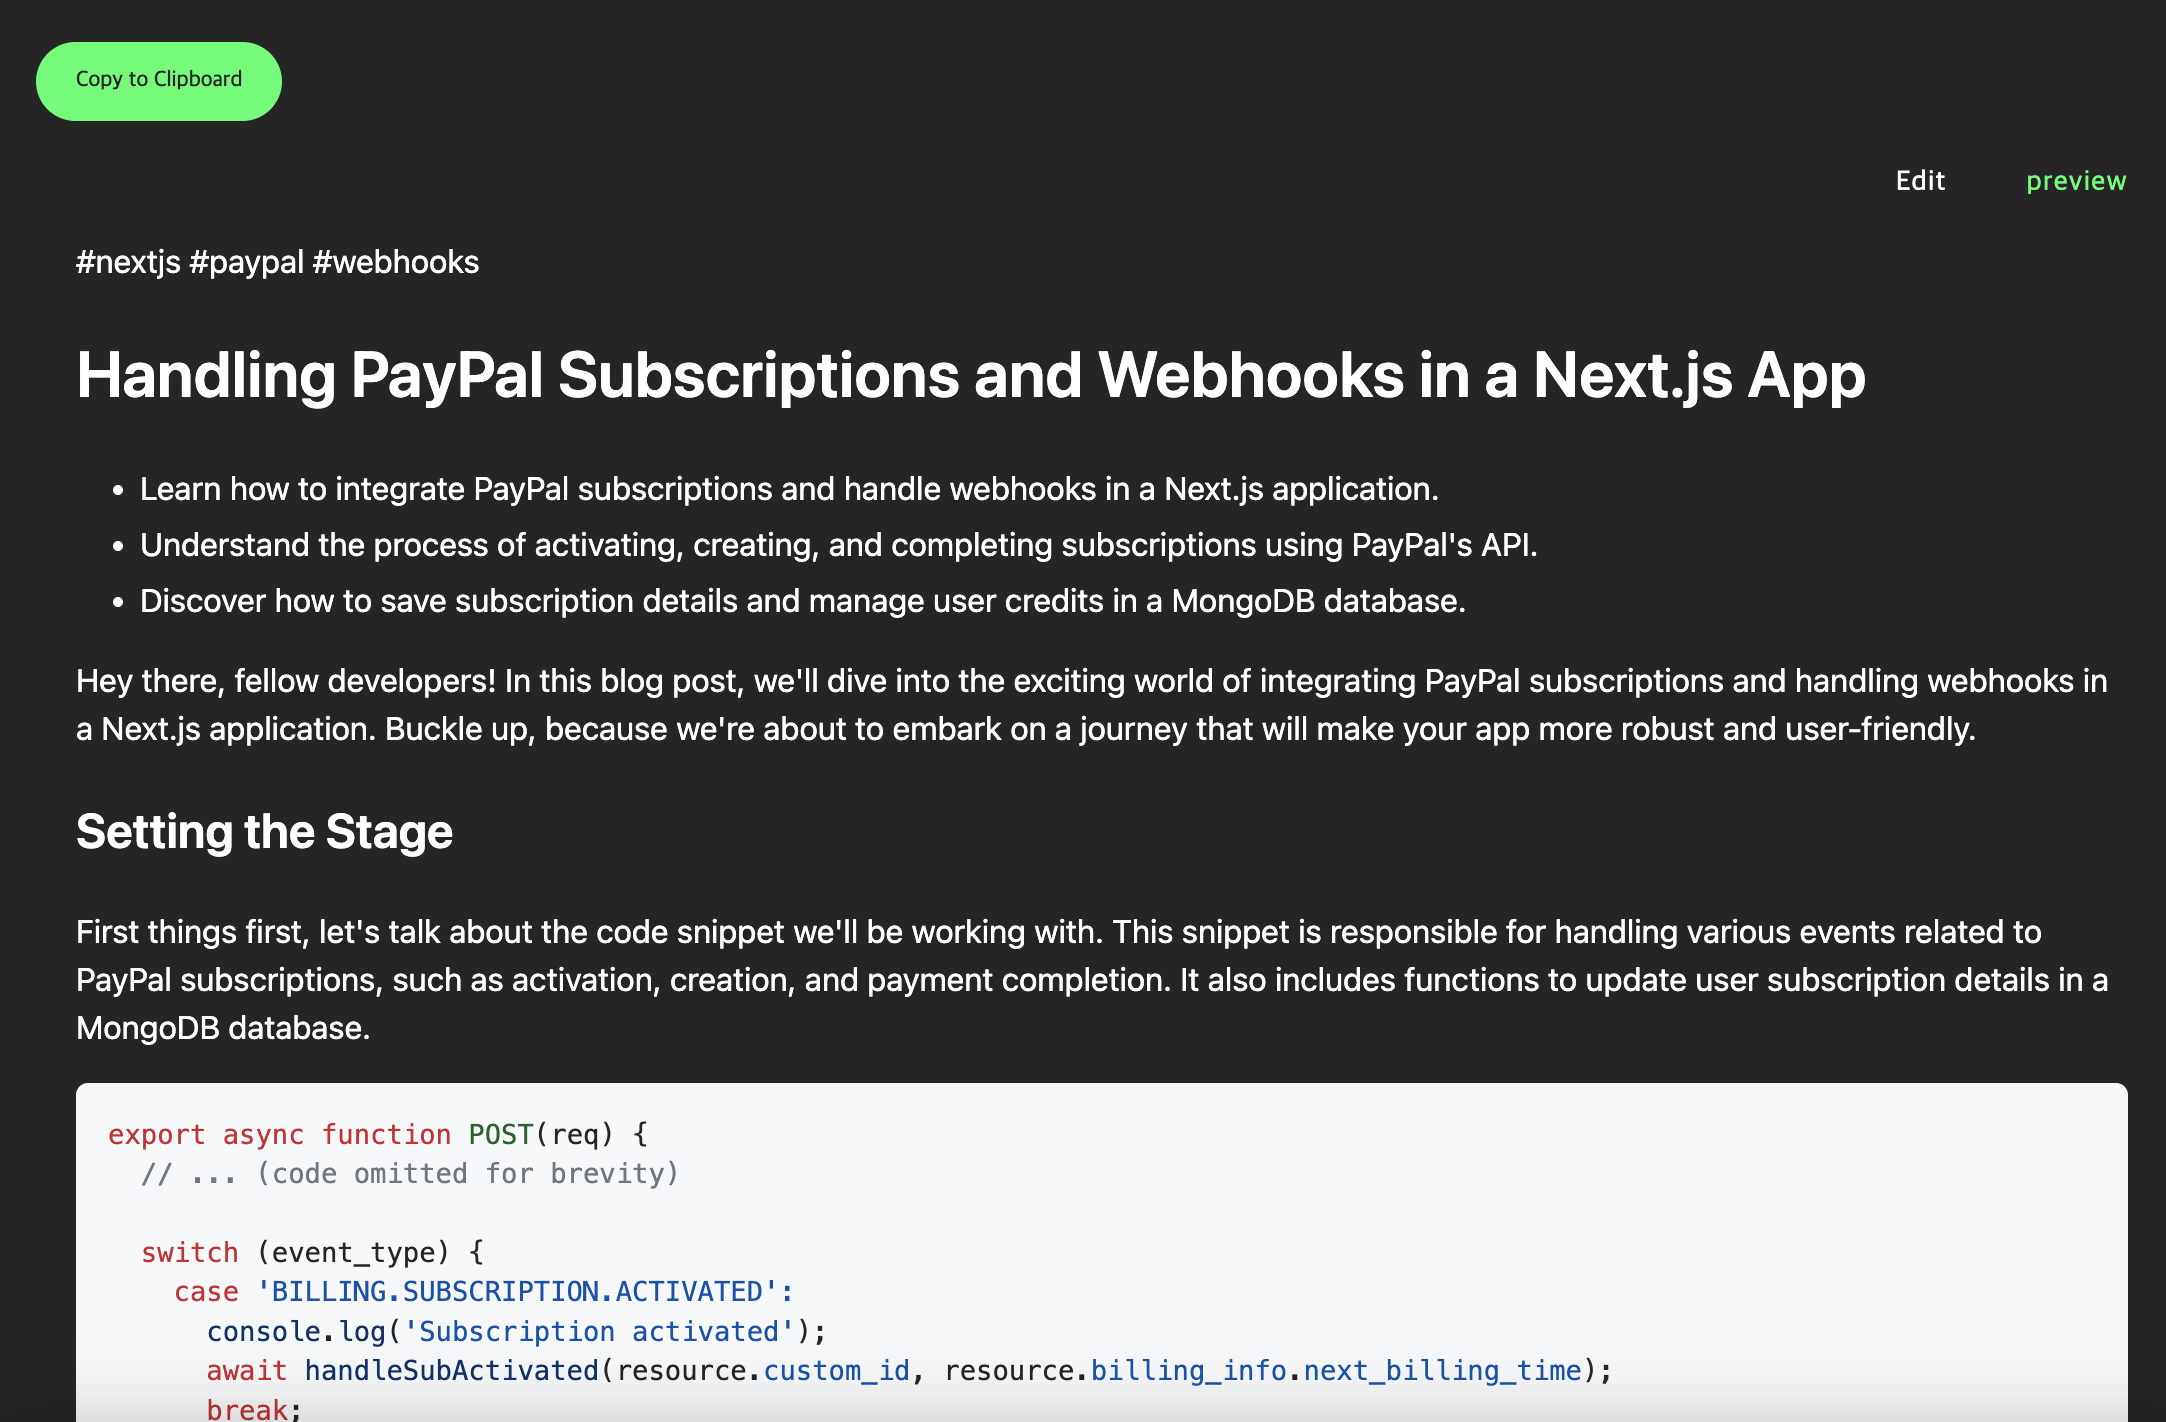 Copy to Clipboard
Edit preview
#nextjs #paypal #webhooks
Handling PayPal Subscriptions and Webhooks in a Next.js App
• Learn how to integrate PayPal subscriptions and handle webhooks in a Next.js application.
• Understand the process of activating, creating, and completing subscriptions using PayPal's API.
• Discover how to save subscription details and manage user credits in a MongoDB database.
Hey there, fellow developers! In this blog post, we'll dive into the exciting world of integrating PayPal subscriptions and handling webhooks in
a Next.js application. Buckle up, because we're about to embark on a journey that will make your app more robust and user-friendly.
Setting the Stage
First things first, let's talk about the code snippet we'll be working with. This snippet is responsible for handling various events related to
PayPal subscriptions, such as activation, creation, and payment completion. It also includes functions to update user subscription details in a
MongoDB database.
export async function POST(req) {
  // ... (code omitted for brevity)
  switch (event_type) {
    case 'BILLING.SUBSCRIPTION.ACTIVATED':
      console.log('Subscription activated');
      await handleSubActivated(resource.custom_id, resource.billing_info.next_billing_time);
      break;